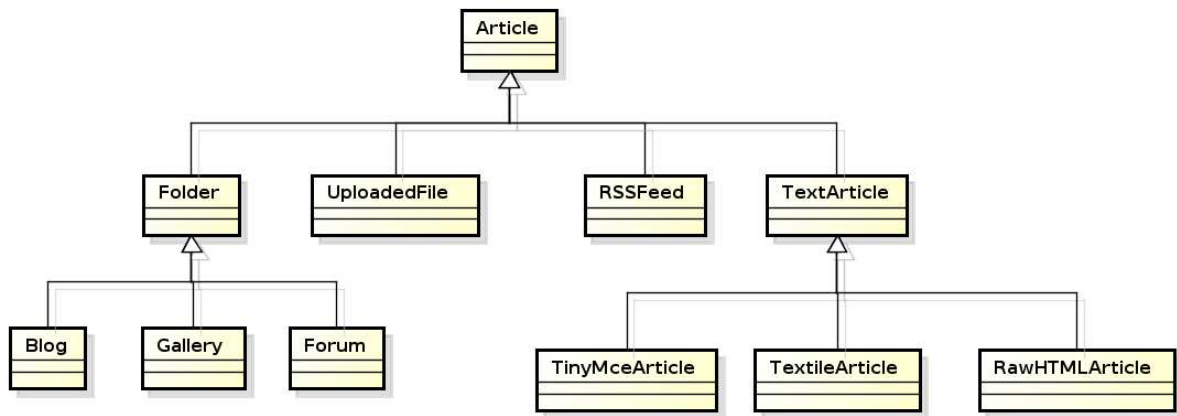 Article
Folder
UploadedFile
RSSFeed
TextArticle
Blog
Gallery
Forum
TinyMceArticle
TextileArticle
RawHTMLArticle